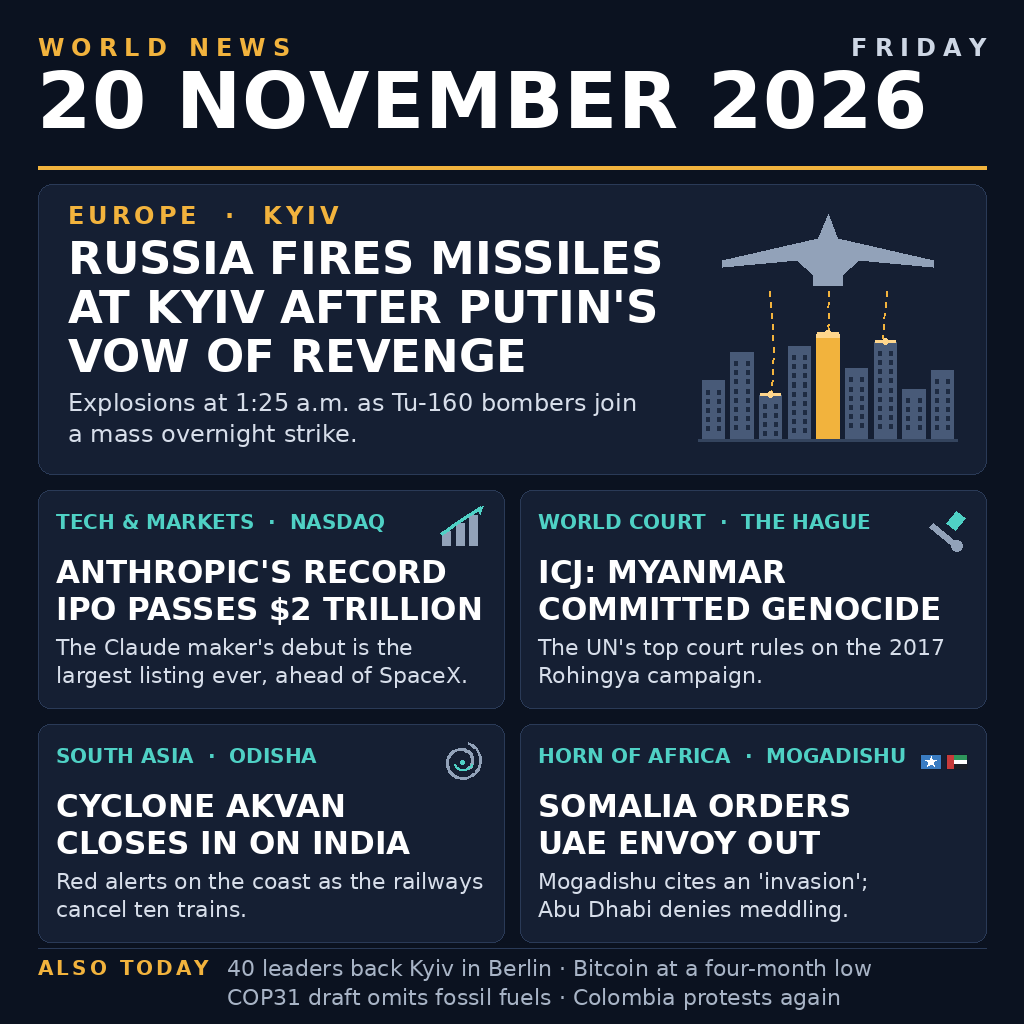 WORLD NEWS
FRIDAY
20 NOVEMBER 2026
EUROPE · KYIV
RUSSIA FIRES MISSILES
AT KYIV AFTER PUTIN'S
VOW OF REVENGE
Explosions at 1:25 a.m. as Tu-160 bombers join
a mass overnight strike.
TECH & MARKETS · NASDAQ
ANTHROPIC'S RECORD
IPO PASSES $2 TRILLION
The Claude maker's debut is the
largest listing ever, ahead of SpaceX.
WORLD COURT · THE HAGUE
ICJ: MYANMAR
COMMITTED GENOCIDE
The UN's top court rules on the 2017
Rohingya campaign.
SOUTH ASIA · ODISHA
CYCLONE AKVAN
CLOSES IN ON INDIA
Red alerts on the coast as the railways
cancel ten trains.
HORN OF AFRICA · MOGADISHU
SOMALIA ORDERS
UAE ENVOY OUT
Mogadishu cites an 'invasion';
Abu Dhabi denies meddling.
ALSO TODAY
40 leaders back Kyiv in Berlin · Bitcoin at a four-month low
COP31 draft omits fossil fuels · Colombia protests again